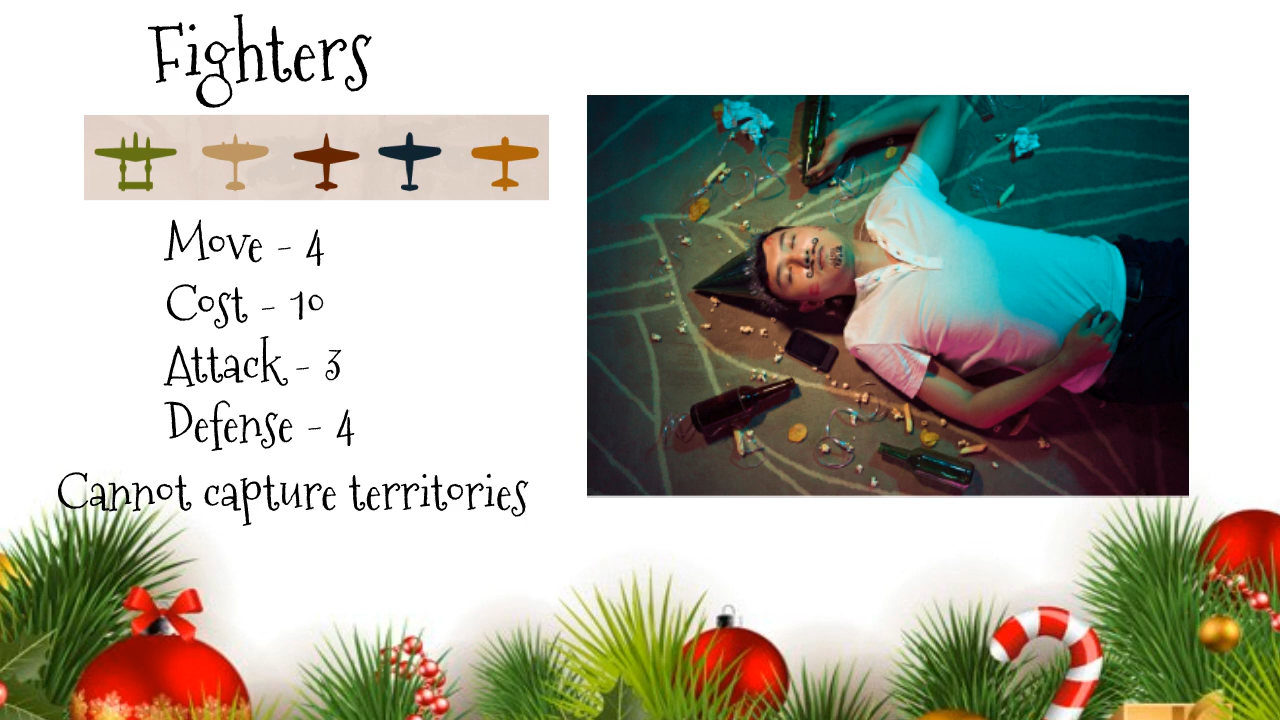 Fighters
Move - 4
Cost - 10
Attack - 3
Defense - 4
Cannot capture territories